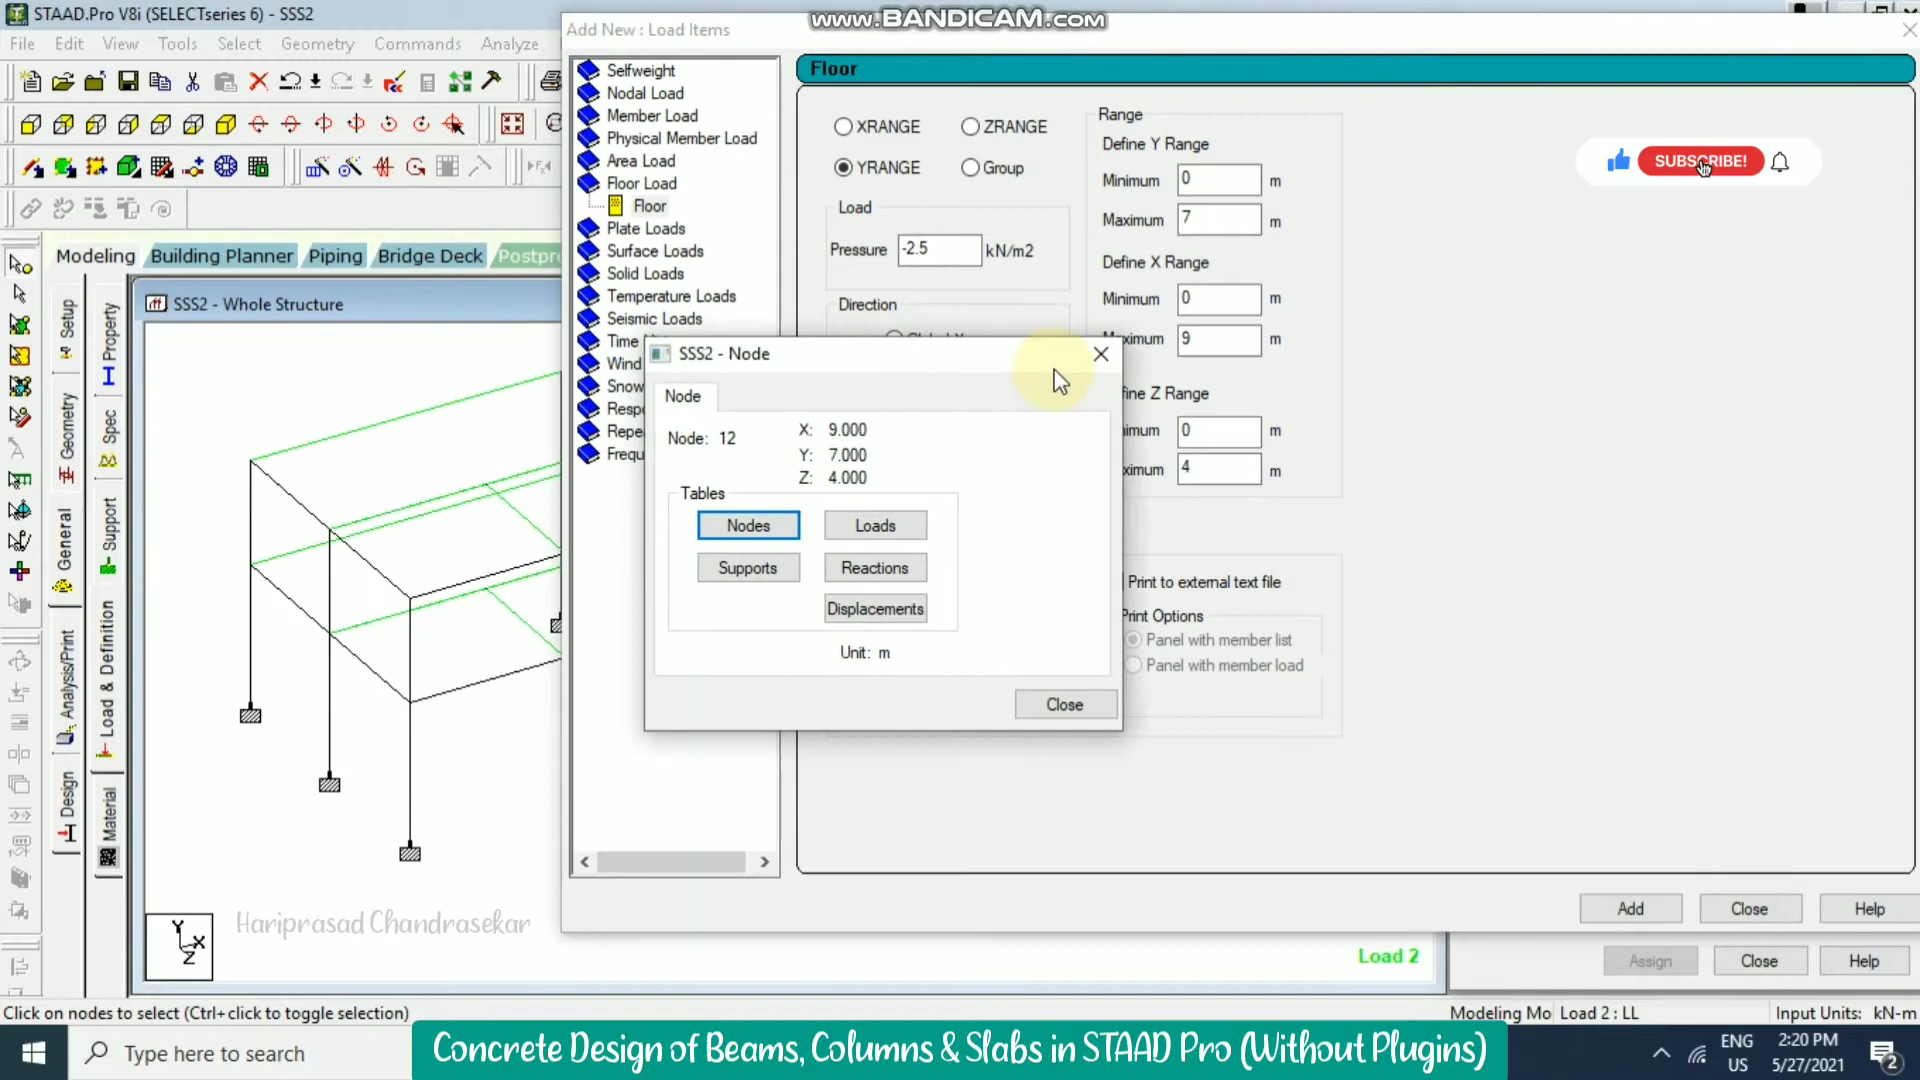 STAAD.Pro V8i (SELECTseries 6) - SSS2
www.BANDICAM.com
File Edit View Tools Select Geometry Commands Analyze
Add New : Load Items
Selfweight
Nodal Load
Member Load
Physical Member Load
Area Load
Floor Load
Floor
Plate Loads
Surface Loads
Solid Loads
Temperature Loads
Seismic Loads
Time
Wind
Snow
Resp
Repe
Frequ
Floor
XRANGE ZRANGE
YRANGE Group
Load
Pressure -2.5 kN/m2
Direction
Range
Define Y Range
Minimum 0 m
Maximum 7 m
Define X Range
Minimum 0 m
ximum 9 m
fine Z Range
nimum 0 m
ximum 4 m
Print to external text file
Print Options
Panel with member list
Panel with member load
SUBSCRIBE!
Modeling Building Planner Piping Bridge Deck Postpro
SSS2 - Whole Structure
Setup
Geometry
General
Analysis/Print
Design
Property
Spec
Support
Load & Definition
Material
SSS2 - Node
Node
Node: 12
X: 9.000
Y: 7.000
Z: 4.000
Tables
Nodes Loads
Supports Reactions
Displacements
Unit: m
Close
Add Close Help
Hariprasad Chandrasekar
Y
X
Z
Load 2
Assign Close Help
Click on nodes to select (Ctrl+click to toggle selection)
Modeling Mo Load 2 : LL Input Units: kN-m
Type here to search
Concrete Design of Beams, Columns & Slabs in STAAD Pro (Without Plugins)
ENG
US
2:20 PM
5/27/2021
2